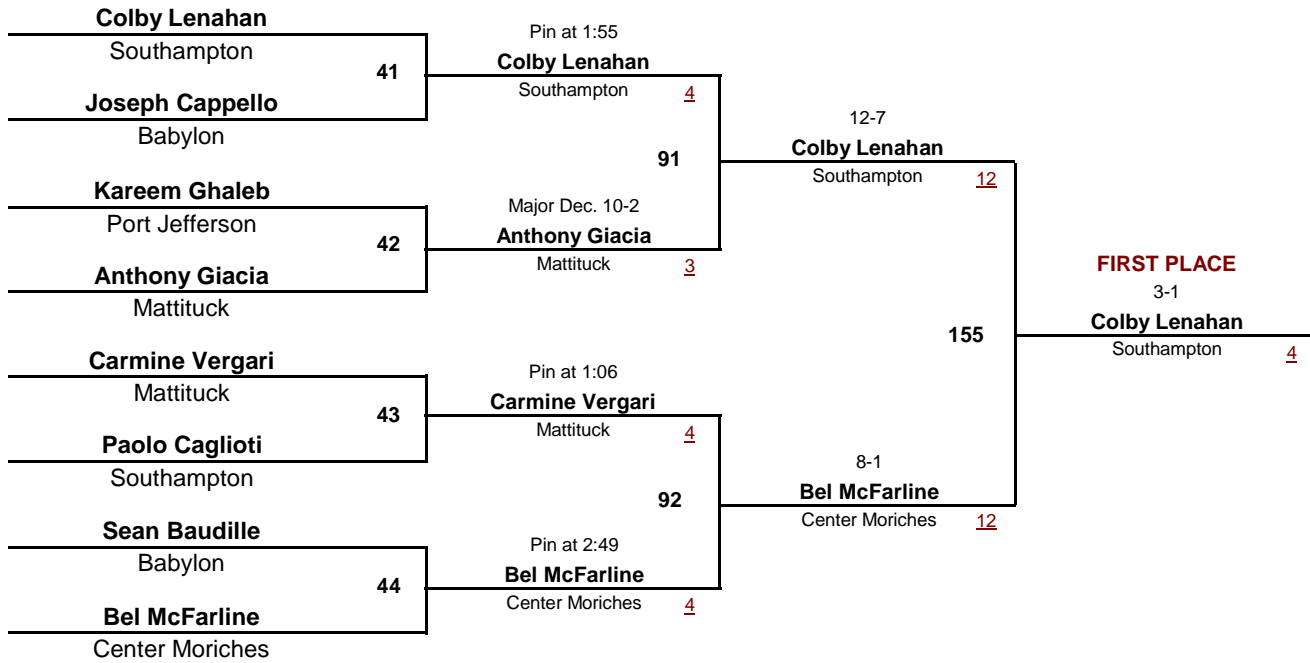 Colby Lenahan
Southampton
41
Joseph Cappello
Babylon
Kareem Ghaleb
Port Jefferson
42
Anthony Giacia
Mattituck
Carmine Vergari
Mattituck
43
Paolo Caglioti
Southampton
Sean Baudille
Babylon
44
Bel McFarline
Center Moriches
Pin at 1:55
Colby Lenahan
Southampton
4
91
Major Dec. 10-2
Anthony Giacia
Mattituck
3
Pin at 1:06
Carmine Vergari
Mattituck
4
92
Pin at 2:49
Bel McFarline
Center Moriches
4
12-7
Colby Lenahan
Southampton
12
155
8-1
Bel McFarline
Center Moriches
12
FIRST PLACE
3-1
Colby Lenahan
Southampton
4